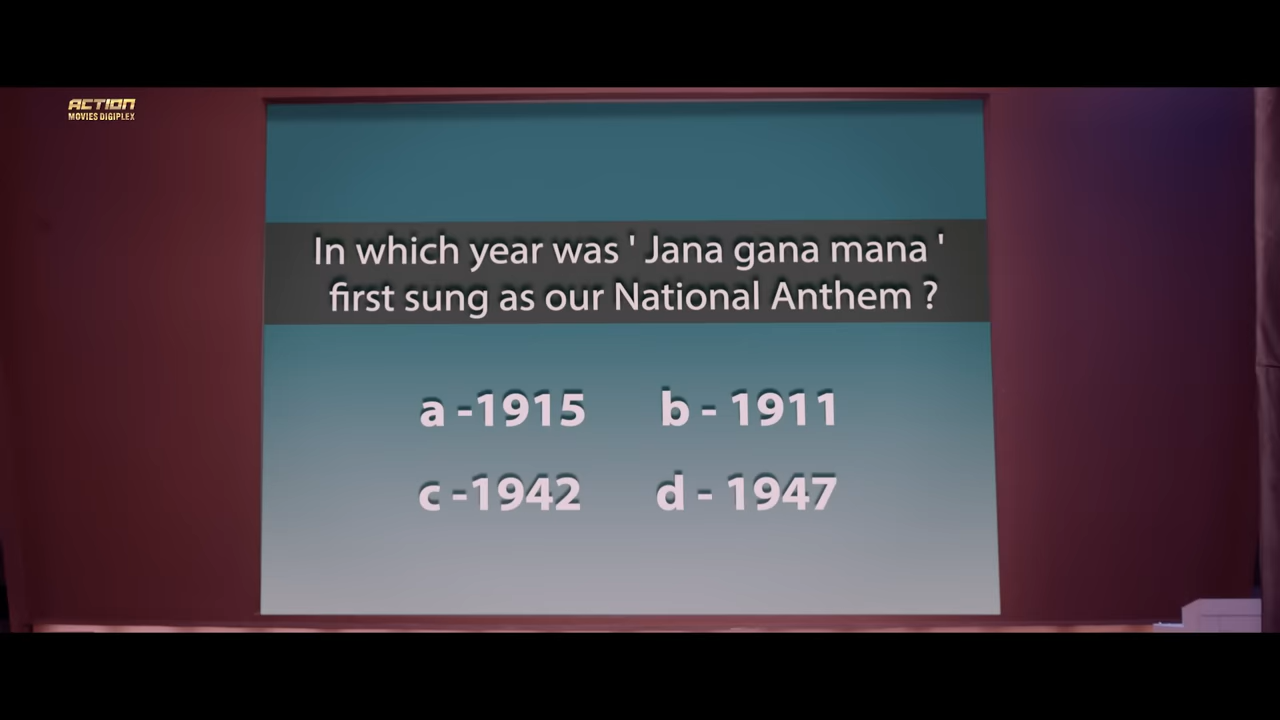 ACTION
MOVIES DIGIPLEX
In which year was ' Jana gana mana '
first sung as our National Anthem ?
a -1915 b - 1911
c -1942 d - 1947